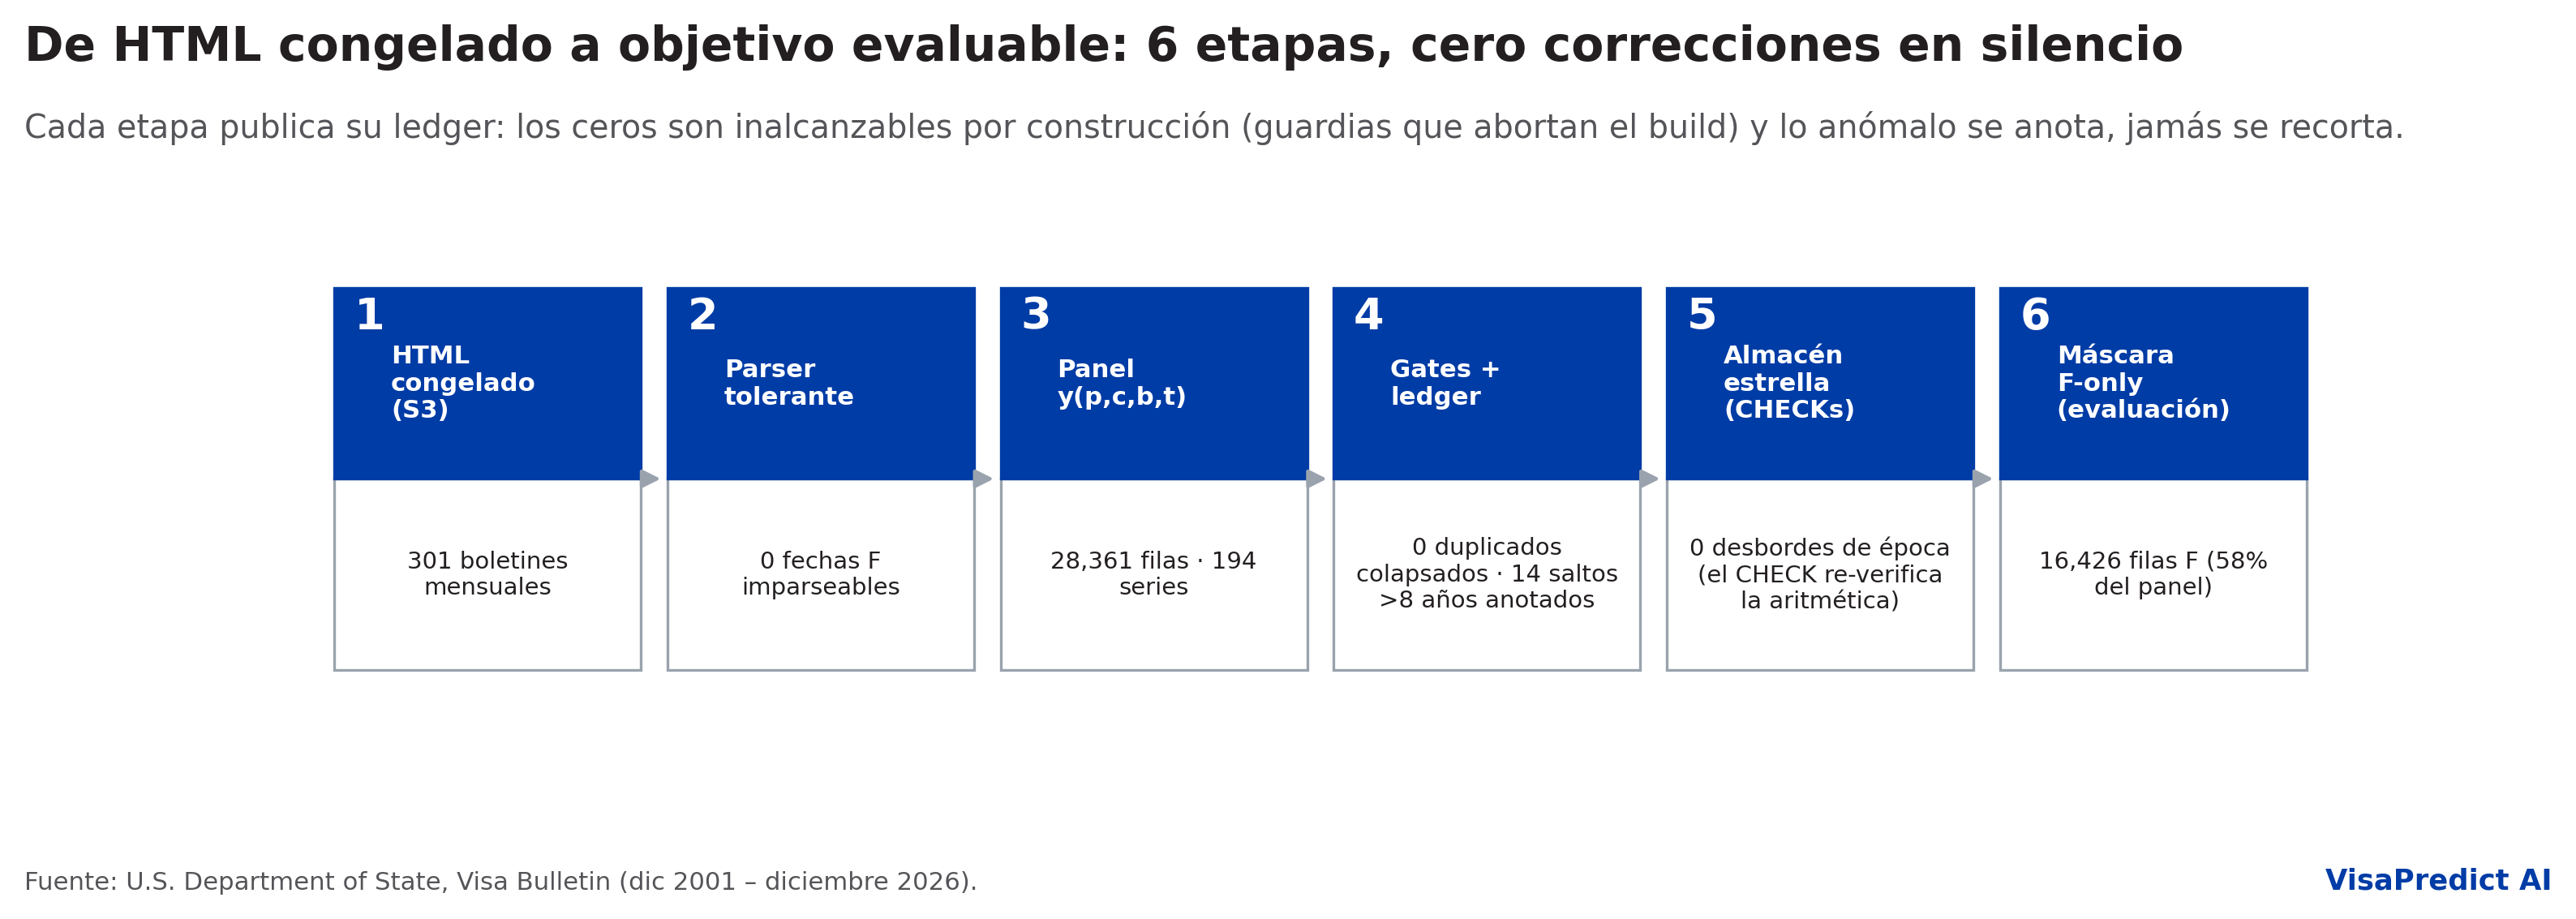 De HTML congelado a objetivo evaluable: 6 etapas, cero correcciones en silencio
Cada etapa publica su ledger: los ceros son inalcanzables por construcción (guardias que abortan el build) y lo anómalo se anota, jamás se recorta.
1
HTML
congelado
(S3)
301 boletines
mensuales
2
Parser
tolerante
0 fechas F
imparseables
3
Panel
y(p,c,b,t)
28,361 filas · 194
series
4
Gates +
ledger
0 duplicados
colapsados · 14 saltos
>8 años anotados
5
Almacén
estrella
(CHECKs)
0 desbordes de época
(el CHECK re-verifica
la aritmética)
6
Máscara
F-only
(evaluación)
16,426 filas F (58%
del panel)
Fuente: U.S. Department of State, Visa Bulletin (dic 2001 – diciembre 2026).
VisaPredict AI